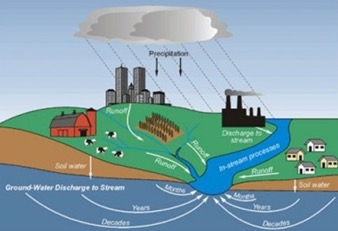 Precipitation
Runoff
Runoff
Discharge to
stream
Runoff
In-stream processes
Soil water
Runoff
Soil water
Ground-Water Discharge to Stream
Months
Months
Years
Years
Decades
Decades